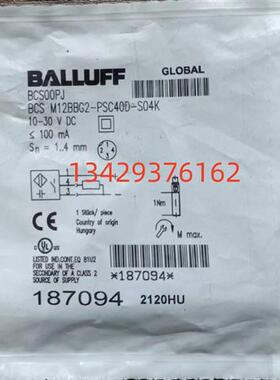 BALLUFF
GLOBAL
BCS00PJ
BCS M12BBG2-PSC40D-S04K
10-30 V DC
≤ 100 mA
Sn = 1..4 mm
13429376162
1Nm
1 Stück/piece
Country of origin
Hungary
M max.
LISTED IND.CONT.EQ 81U2
FOR USE IN THE
SECONDARY OF A CLASS 2
SOURCE OF SUPPLY
*187094*
187094 2120HU